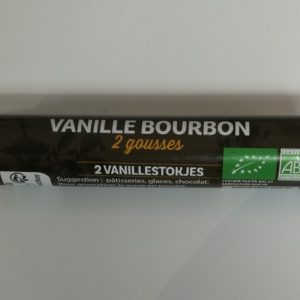 VANILLE BOURBON
2 gousses
2 VANILLESTOKJES
Suggestion : pâtisseries, glaces, chocolat.
AB